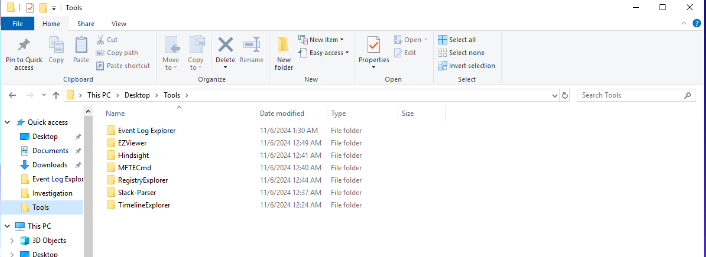 Tools
File Home Share View
Pin to Quick access
Copy
Paste
Cut
Copy path
Paste shortcut
Clipboard
Move to
Copy to
Delete
Rename
Organize
New folder
New item
Easy access
New
Properties
Open
Edit
Open
Select all
Select none
Invert selection
Select
This PC > Desktop > Tools >
Search Tools
Name Date modified Type Size
Quick access
Desktop
Documents
Downloads
Event Log Explor
Investigation
Tools
This PC
3D Objects
Desktop
Event Log Explorer 11/6/2024 1:30 AM File folder
EZViewer 11/6/2024 12:49 AM File folder
Hindsight 11/6/2024 12:41 AM File folder
MFTECmd 11/6/2024 12:40 AM File folder
RegistryExplorer 11/6/2024 12:44 AM File folder
Slack-Parser 11/6/2024 12:37 AM File folder
TimelineExplorer 11/6/2024 12:24 AM File folder